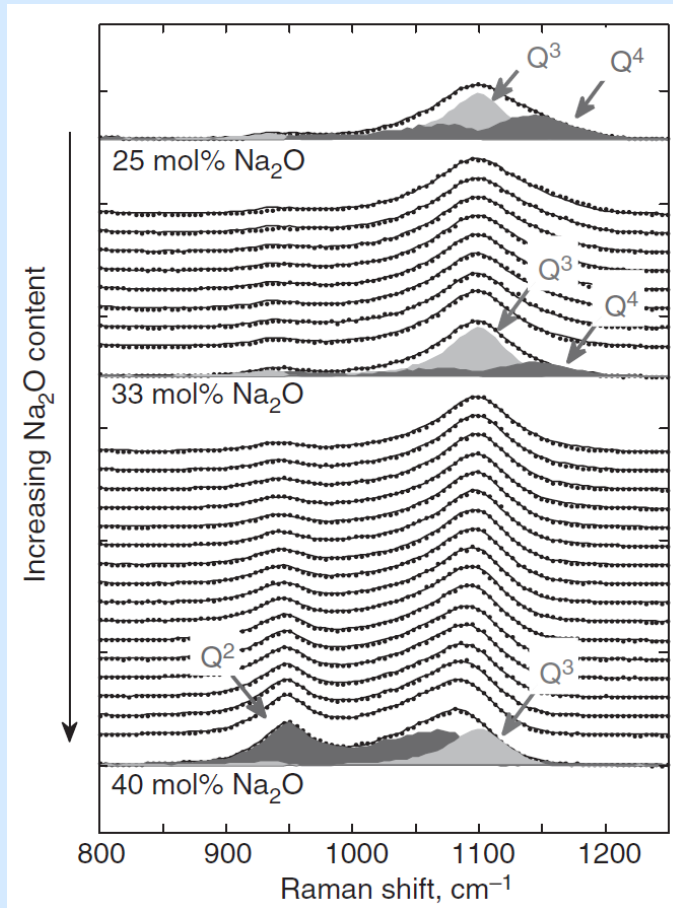 Q³
Q⁴
25 mol% Na₂O
Q³
Q⁴
33 mol% Na₂O
Increasing Na₂O content
Q²
Q³
40 mol% Na₂O
800 900 1000 1100 1200
Raman shift, cm⁻¹